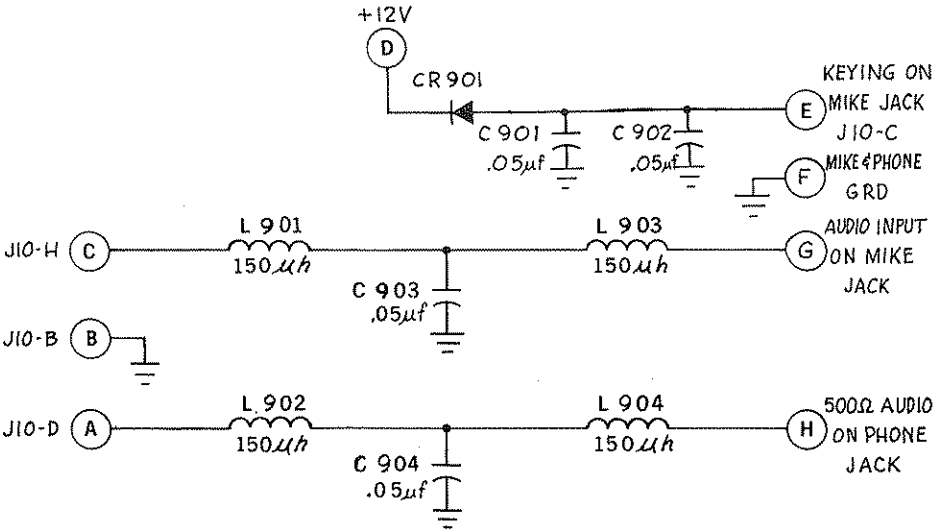 +12V
D
CR 901
C 901
.05µf
C 902
.05µf
E
KEYING ON
MIKE JACK
J10-C
F
MIKE & PHONE
GRD
J10-H
C
L 901
150µh
C 903
.05µf
L 903
150µh
G
AUDIO INPUT
ON MIKE
JACK
J10-B
B
J10-D
A
L 902
150µh
C 904
.05µf
L 904
150µh
H
500Ω AUDIO
ON PHONE
JACK